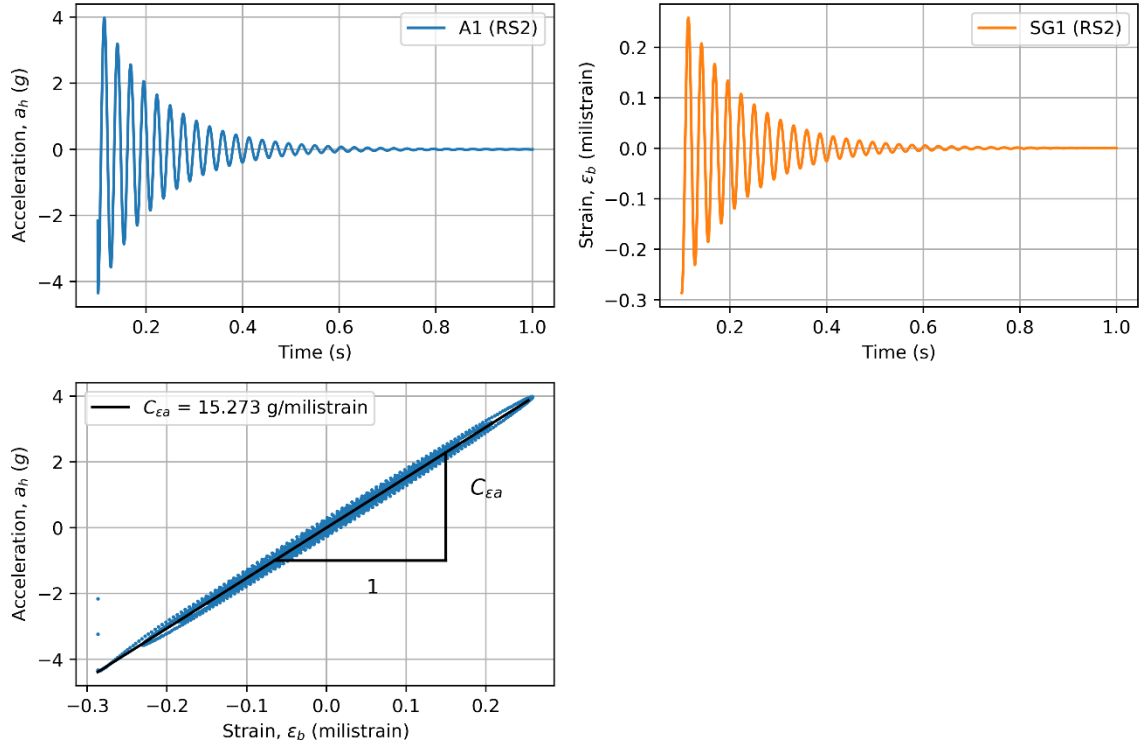 4
2
0
−2
−4
Acceleration, a_h (g)
A1 (RS2)
0.2 0.4 0.6 0.8 1.0
Time (s)
0.2
0.1
0.0
−0.1
−0.2
−0.3
Strain, ε_b (milistrain)
SG1 (RS2)
0.2 0.4 0.6 0.8 1.0
Time (s)
4
2
0
−2
−4
Acceleration, a_h (g)
C_εa = 15.273 g/milistrain
C_εa
1
−0.3 −0.2 −0.1 0.0 0.1 0.2
Strain, ε_b (milistrain)